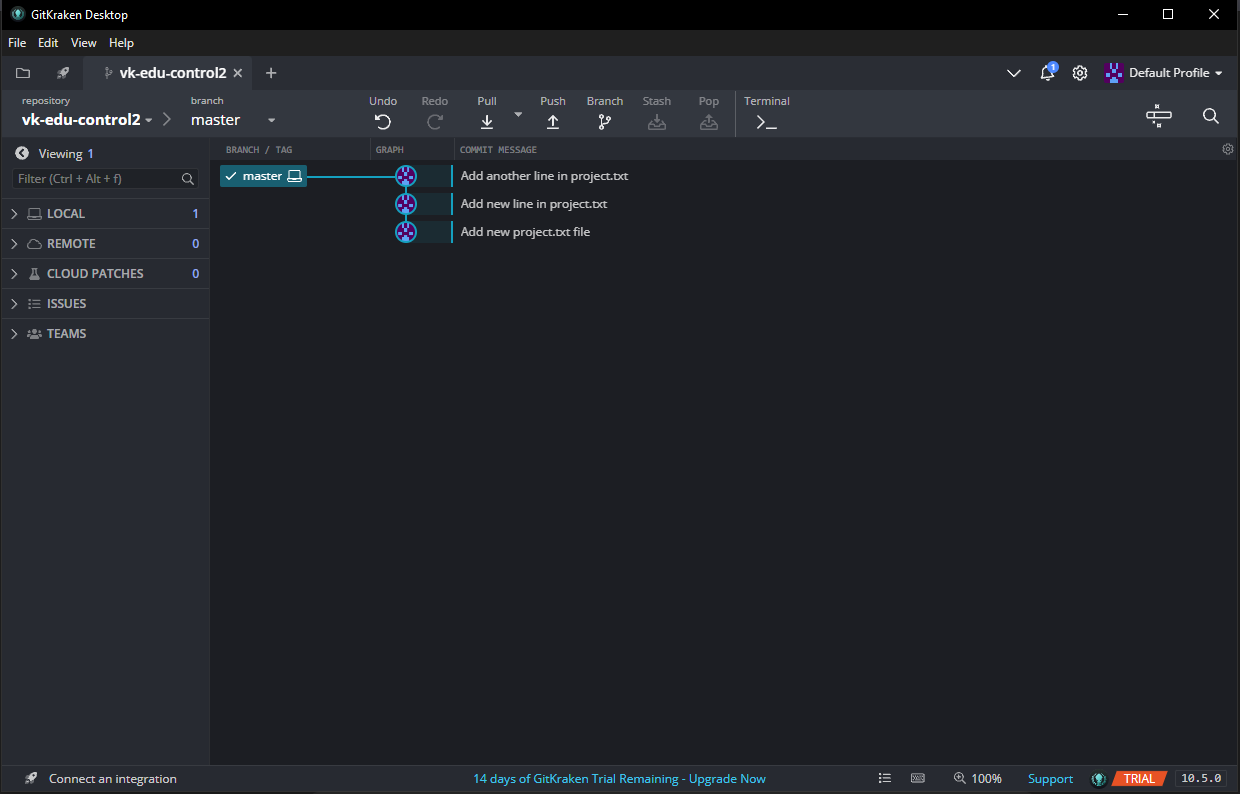 GitKraken Desktop
File Edit View Help
vk-edu-control2
1
Default Profile
repository
vk-edu-control2
branch
master
Undo Redo Pull Push Branch Stash Pop Terminal
Viewing 1
Filter (Ctrl + Alt + f)
LOCAL 1
REMOTE 0
CLOUD PATCHES 0
ISSUES
TEAMS
BRANCH / TAG GRAPH COMMIT MESSAGE
master Add another line in project.txt
Add new line in project.txt
Add new project.txt file
Connect an integration 14 days of GitKraken Trial Remaining - Upgrade Now 100% Support TRIAL 10.5.0